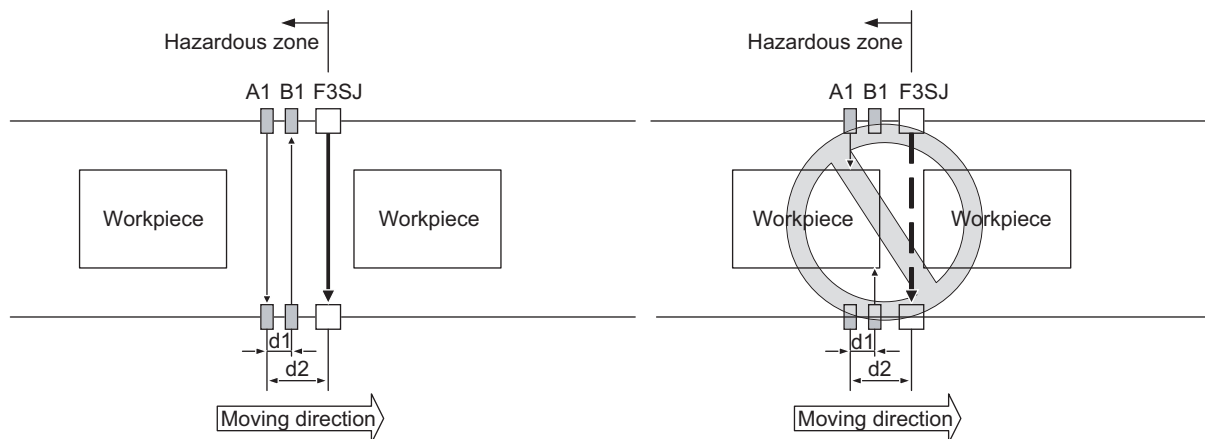 Hazardous zone
A1 B1 F3SJ
Workpiece
Workpiece
d1
d2
Moving direction
Hazardous zone
A1 B1 F3SJ
Workpiece
Workpiece
d1
d2
Moving direction